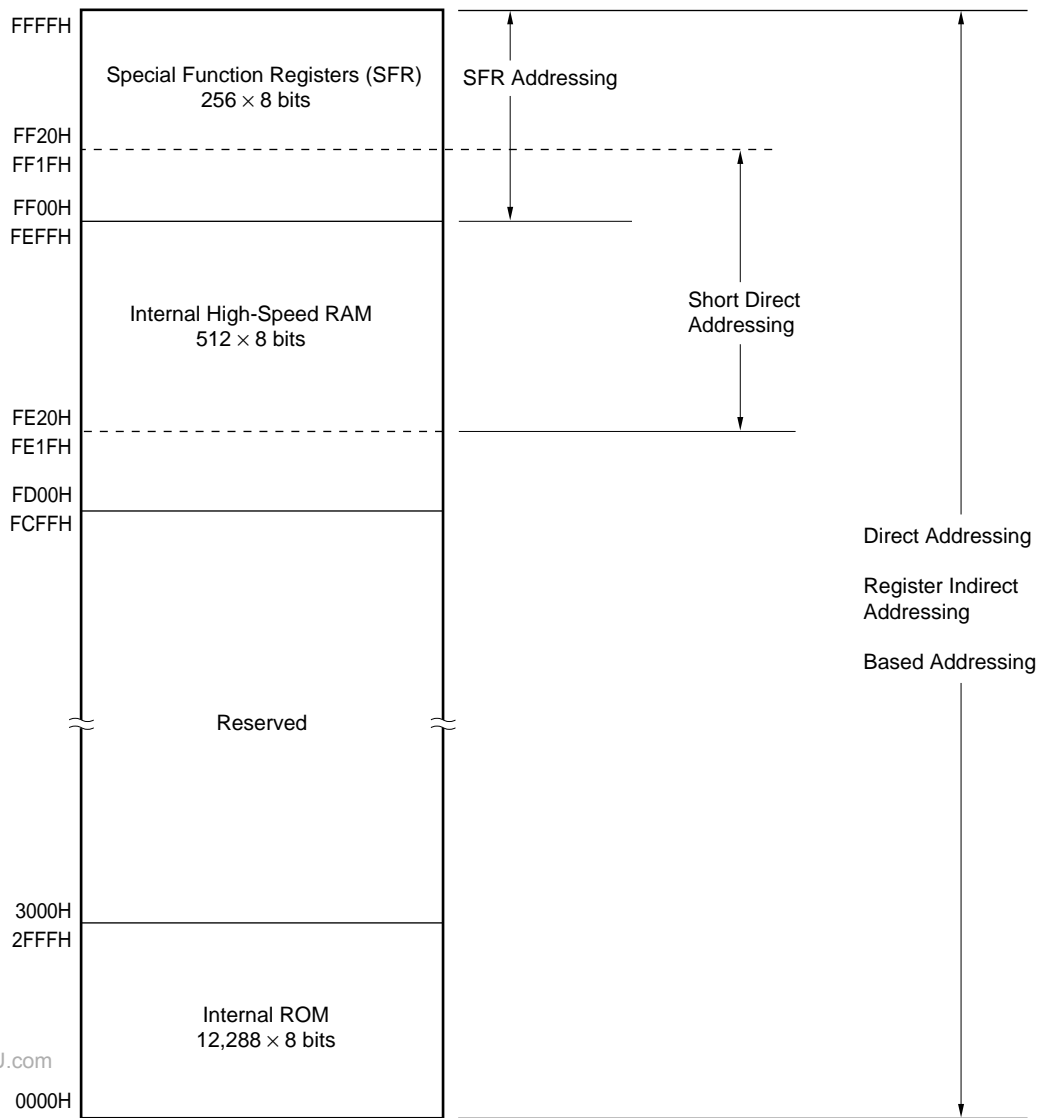 FFFFH
Special Function Registers (SFR)
256 × 8 bits
SFR Addressing
FF20H
FF1FH
FF00H
FEFFH
Internal High-Speed RAM
512 × 8 bits
Short Direct
Addressing
FE20H
FE1FH
FD00H
FCFFH
Direct Addressing
Register Indirect
Addressing
Based Addressing
Reserved
3000H
2FFFH
Internal ROM
12,288 × 8 bits
.com
0000H